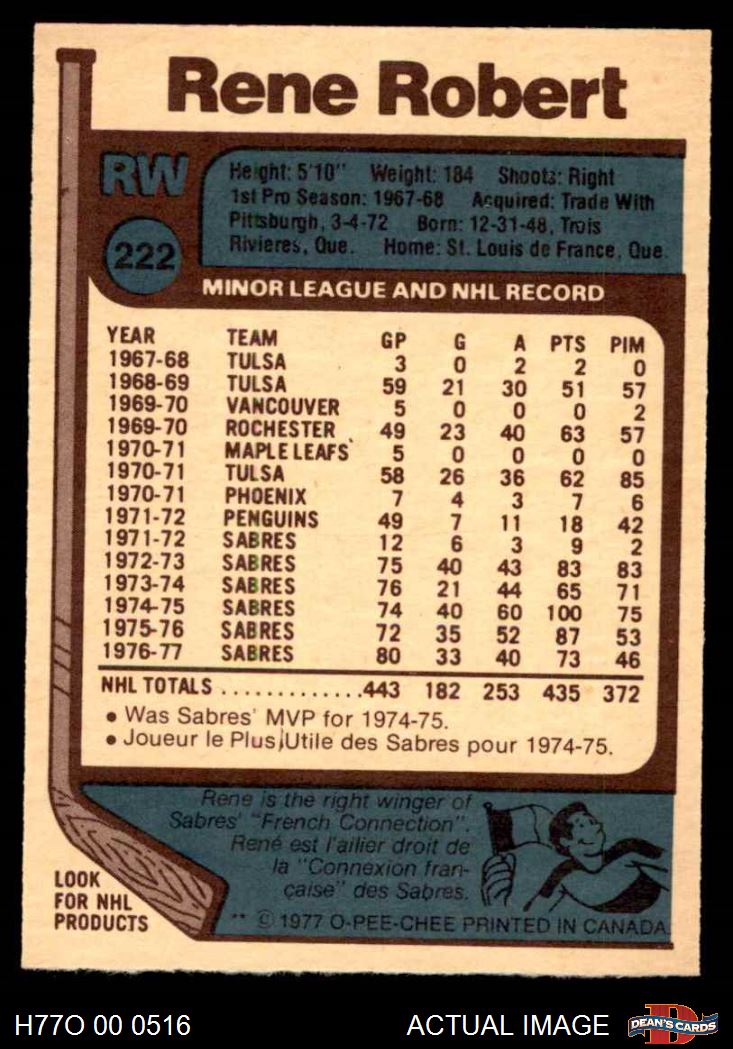 Rene Robert
RW
222
Height: 5'10" Weight: 184 Shoots: Right
1st Pro Season: 1967-68 Acquired: Trade With
Pittsburgh, 3-4-72 Born: 12-31-48, Trois
Rivieres, Que. Home: St. Louis de France, Que.
MINOR LEAGUE AND NHL RECORD
YEAR TEAM GP G A PTS PIM
1967-68 TULSA 3 0 2 2 0
1968-69 TULSA 59 21 30 51 57
1969-70 VANCOUVER 5 0 0 0 2
1969-70 ROCHESTER 49 23 40 63 57
1970-71 MAPLE LEAFS 5 0 0 0 0
1970-71 TULSA 58 26 36 62 85
1970-71 PHOENIX 7 4 3 7 6
1971-72 PENGUINS 49 7 11 18 42
1971-72 SABRES 12 6 3 9 2
1972-73 SABRES 75 40 43 83 83
1973-74 SABRES 76 21 44 65 71
1974-75 SABRES 74 40 60 100 75
1975-76 SABRES 72 35 52 87 53
1976-77 SABRES 80 33 40 73 46
NHL TOTALS .............443 182 253 435 372
• Was Sabres' MVP for 1974-75.
• Joueur le Plus Utile des Sabres pour 1974-75.
Rene is the right winger of
Sabres' "French Connection".
René est l'ailier droit de
la "Connexion fran-
çaise" des Sabres.
LOOK
FOR NHL
PRODUCTS
** © 1977 O-PEE-CHEE PRINTED IN CANADA
H77O 00 0516
ACTUAL IMAGE
D
DEAN'S CARDS